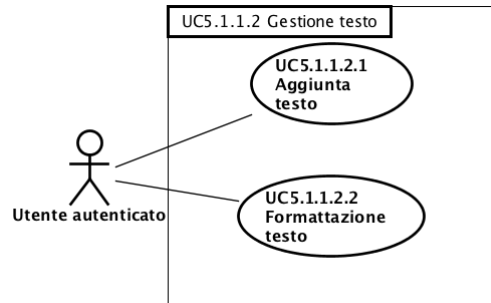 UC5.1.1.2 Gestione testo
UC5.1.1.2.1
Aggiunta
testo
Utente autenticato
UC5.1.1.2.2
Formattazione
testo